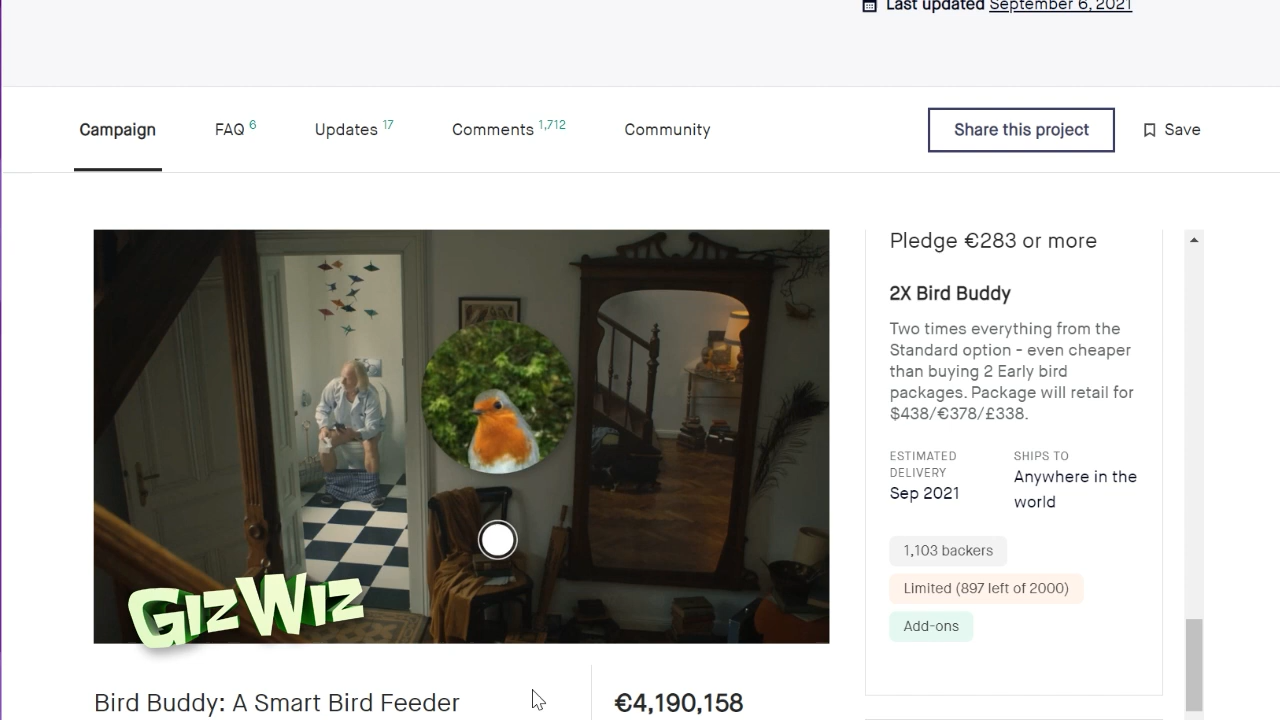 Last updated September 6, 2021
Campaign
FAQ 6
Updates 17
Comments 1,712
Community
Share this project
Save
GizWiz
Pledge €283 or more
2X Bird Buddy
Two times everything from the
Standard option - even cheaper
than buying 2 Early bird
packages. Package will retail for
$438/€378/£338.
ESTIMATED
DELIVERY
Sep 2021
SHIPS TO
Anywhere in the
world
1,103 backers
Limited (897 left of 2000)
Add-ons
Bird Buddy: A Smart Bird Feeder
€4,190,158